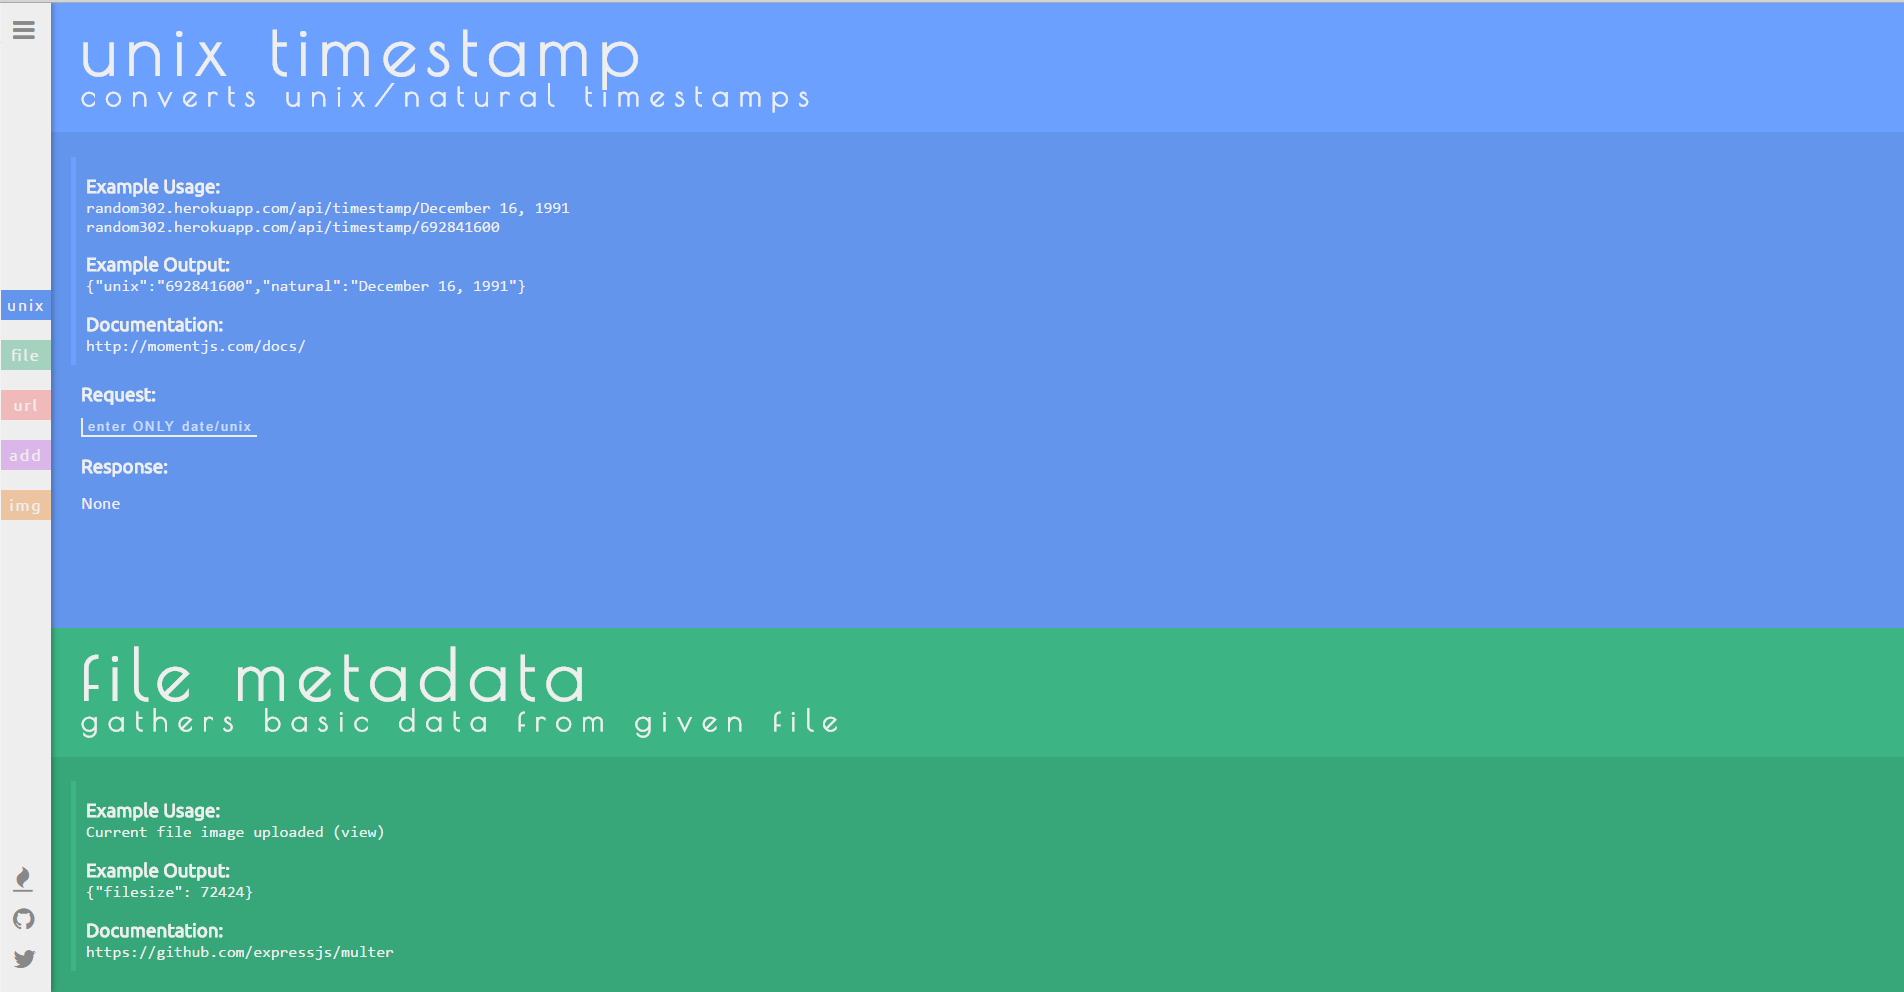 unix timestamp
converts unix/natural timestamps
Example Usage:
random302.herokuapp.com/api/timestamp/December 16, 1991
random302.herokuapp.com/api/timestamp/692841600
Example Output:
{"unix":"692841600","natural":"December 16, 1991"}
Documentation:
http://momentjs.com/docs/
Request:
enter ONLY date/unix
Response:
None
unix
file
url
add
img
file metadata
gathers basic data from given file
Example Usage:
Current file image uploaded (view)
Example Output:
{"filesize": 72424}
Documentation:
https://github.com/expressjs/multer